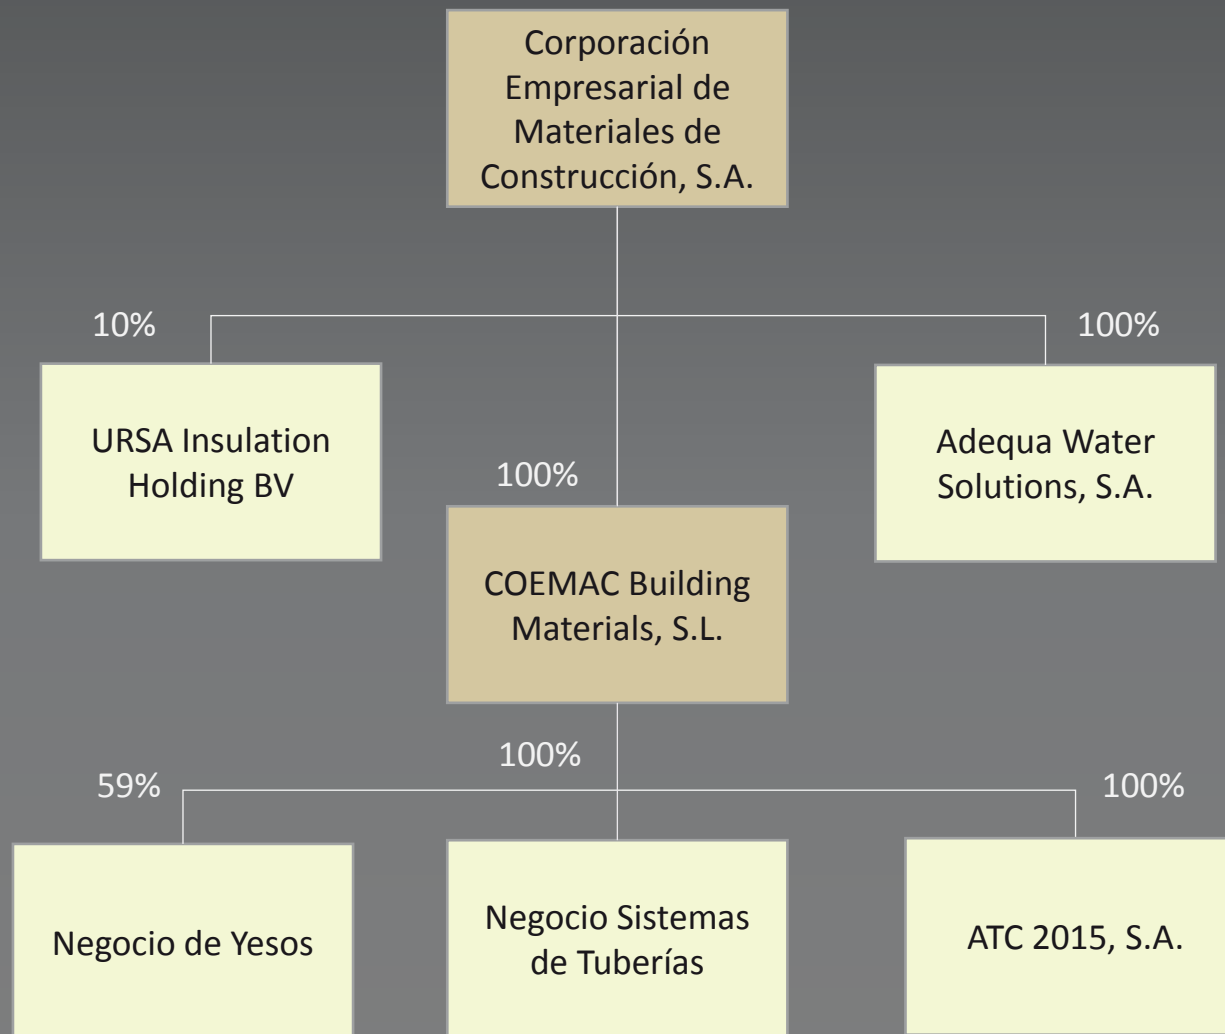 Corporación
Empresarial de
Materiales de
Construcción, S.A.
10%
100%
URSA Insulation
Holding BV
Adequa Water
Solutions, S.A.
100%
COEMAC Building
Materials, S.L.
100%
59%
100%
Negocio de Yesos
Negocio Sistemas
de Tuberías
ATC 2015, S.A.